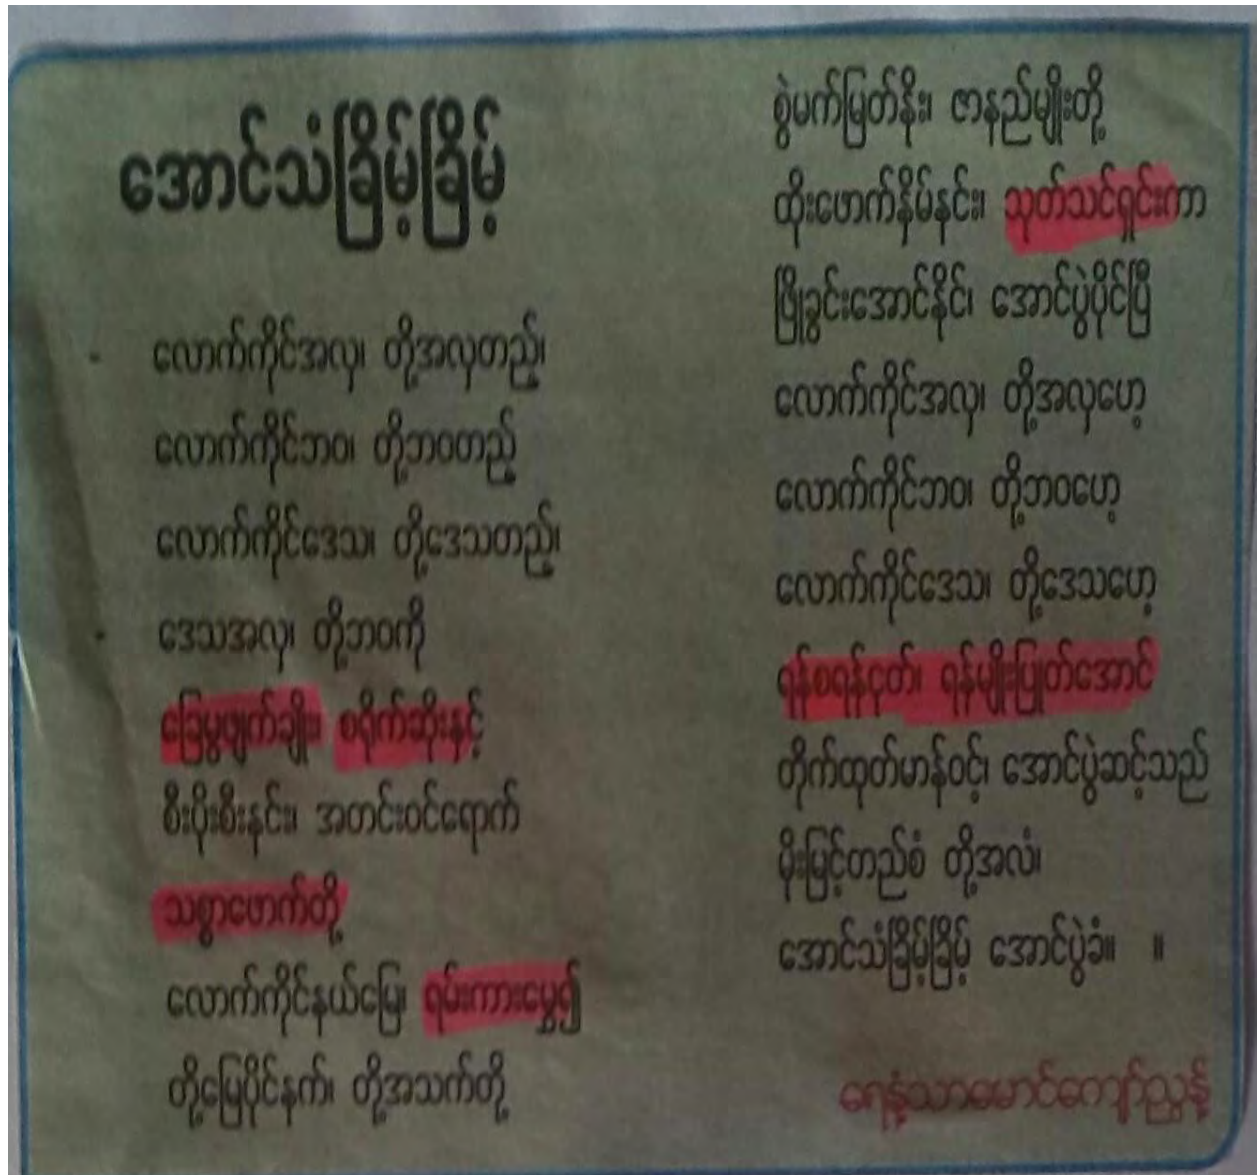 အောင်သံခြိမ့်ခြိမ့်
- လောက်ကိုင်အလှ၊ တို့အလှတည့်၊
လောက်ကိုင်ဘဝ၊ တို့ဘဝတည့်
လောက်ကိုင်ဒေသ၊ တို့ဒေသတည့်၊
- ဒေသအလှ၊ တို့ဘဝကို
ခြေမွဖျက်ချိုး၊ စရိုက်ဆိုးနှင့်
စီးပိုးစီးနင်း၊ အတင်းဝင်ရောက်
သစ္စာဖောက်တို့
လောက်ကိုင်နယ်မြေ၊ ရမ်းကားမွှေ၍
တို့မြေပိုင်နက်၊ တို့အသက်တို့
စွဲမက်မြတ်နိုး၊ ဇာနည်မျိုးတို့
ထိုးဖောက်နှိမ်နင်း၊ သုတ်သင်ရှင်းကာ
ဖြိုခွင်းအောင်နိုင်၊ အောင်ပွဲပိုင်ပြီ
လောက်ကိုင်အလှ၊ တို့အလှဟေ့
လောက်ကိုင်ဘဝ၊ တို့ဘဝဟေ့
လောက်ကိုင်ဒေသ၊ တို့ဒေသဟေ့
ရန်စရန်ငုတ်၊ ရန်မျိုးပြုတ်အောင်
တိုက်ထုတ်မာန်ဝင့်၊ အောင်ပွဲဆင့်သည်
မိုးမြင့်တည်စံ တို့အလံ၊
အောင်သံခြိမ့်ခြိမ့် အောင်ပွဲခံ။ ။
ရေနံ့သာမောင်ကျော်ညွန့်